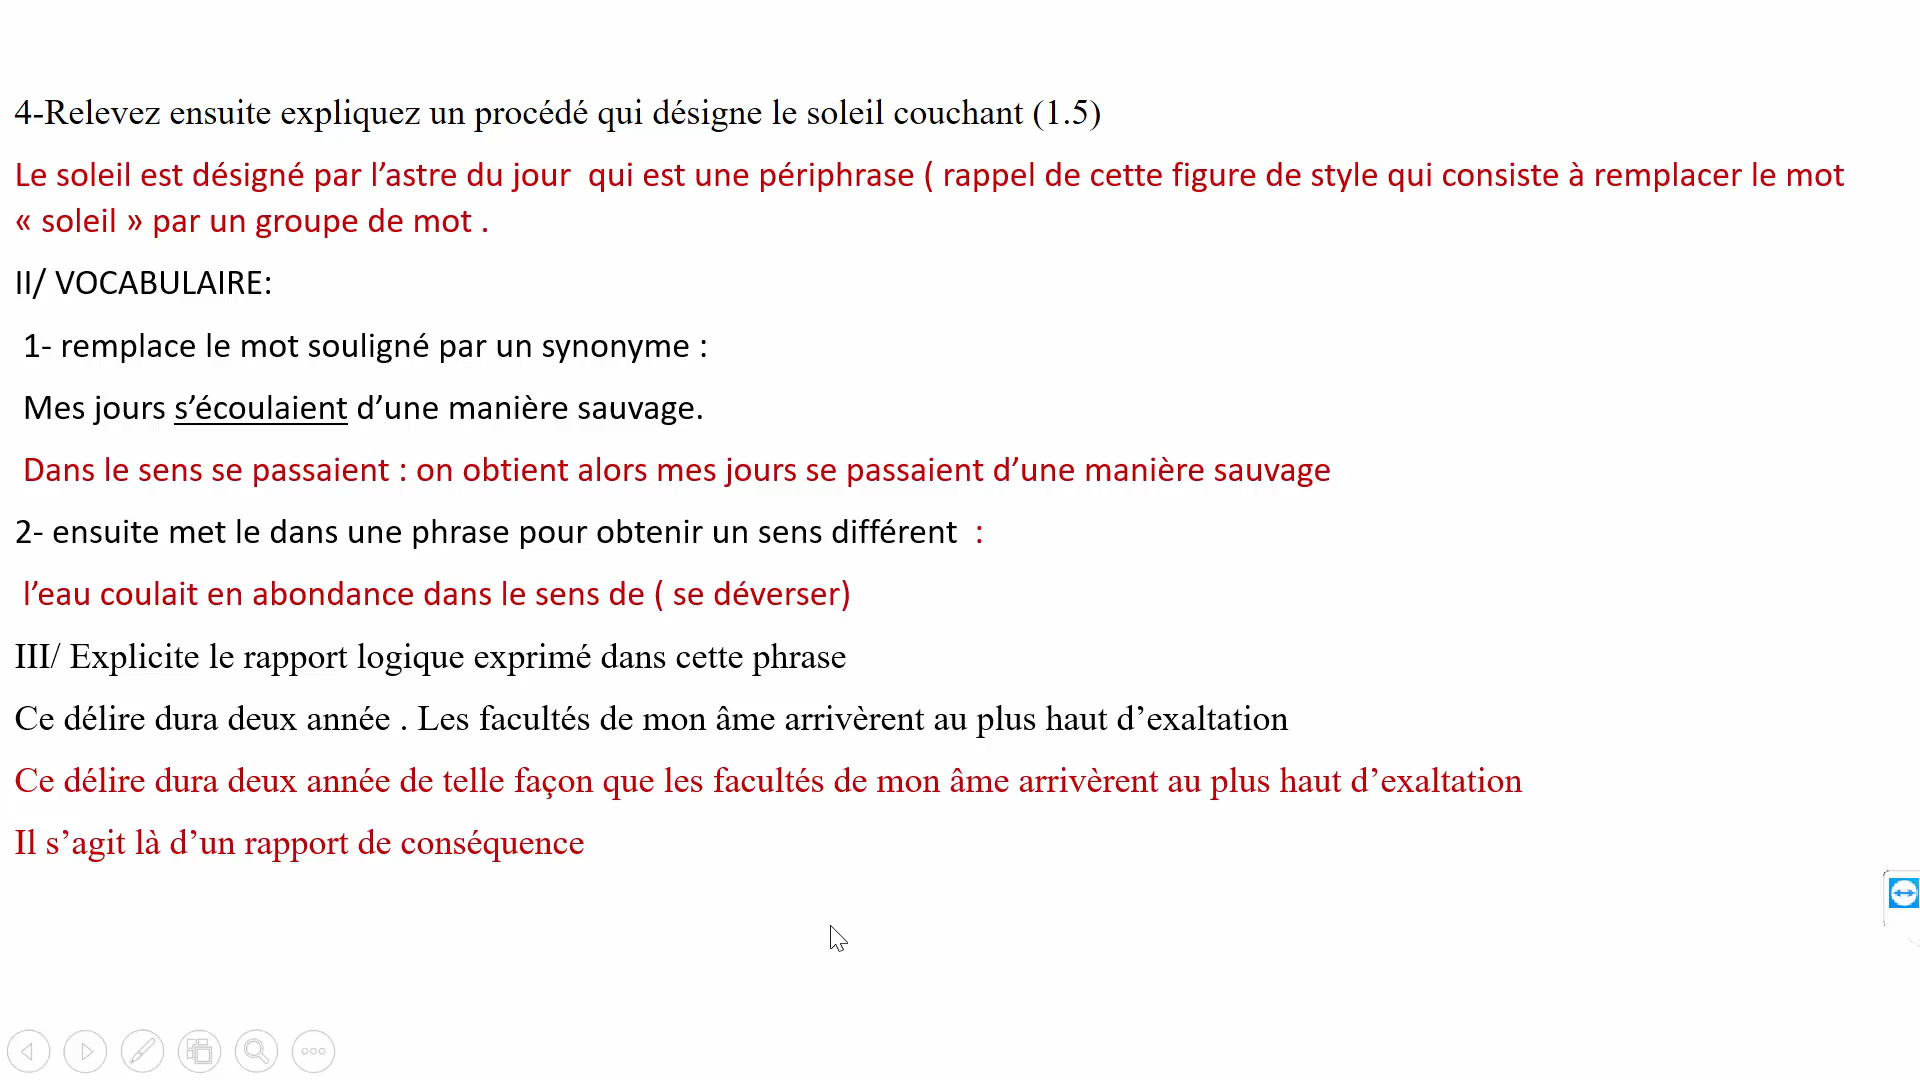 4-Relevez ensuite expliquez un procédé qui désigne le soleil couchant (1.5)
Le soleil est désigné par l’astre du jour  qui est une périphrase ( rappel de cette figure de style qui consiste à remplacer le mot
« soleil » par un groupe de mot .
II/ VOCABULAIRE:
1- remplace le mot souligné par un synonyme :
Mes jours s’écoulaient d’une manière sauvage.
Dans le sens se passaient : on obtient alors mes jours se passaient d’une manière sauvage
2- ensuite met le dans une phrase pour obtenir un sens différent  :
l’eau coulait en abondance dans le sens de ( se déverser)
III/ Explicite le rapport logique exprimé dans cette phrase
Ce délire dura deux année . Les facultés de mon âme arrivèrent au plus haut d’exaltation
Ce délire dura deux année de telle façon que les facultés de mon âme arrivèrent au plus haut d’exaltation
Il s’agit là d’un rapport de conséquence